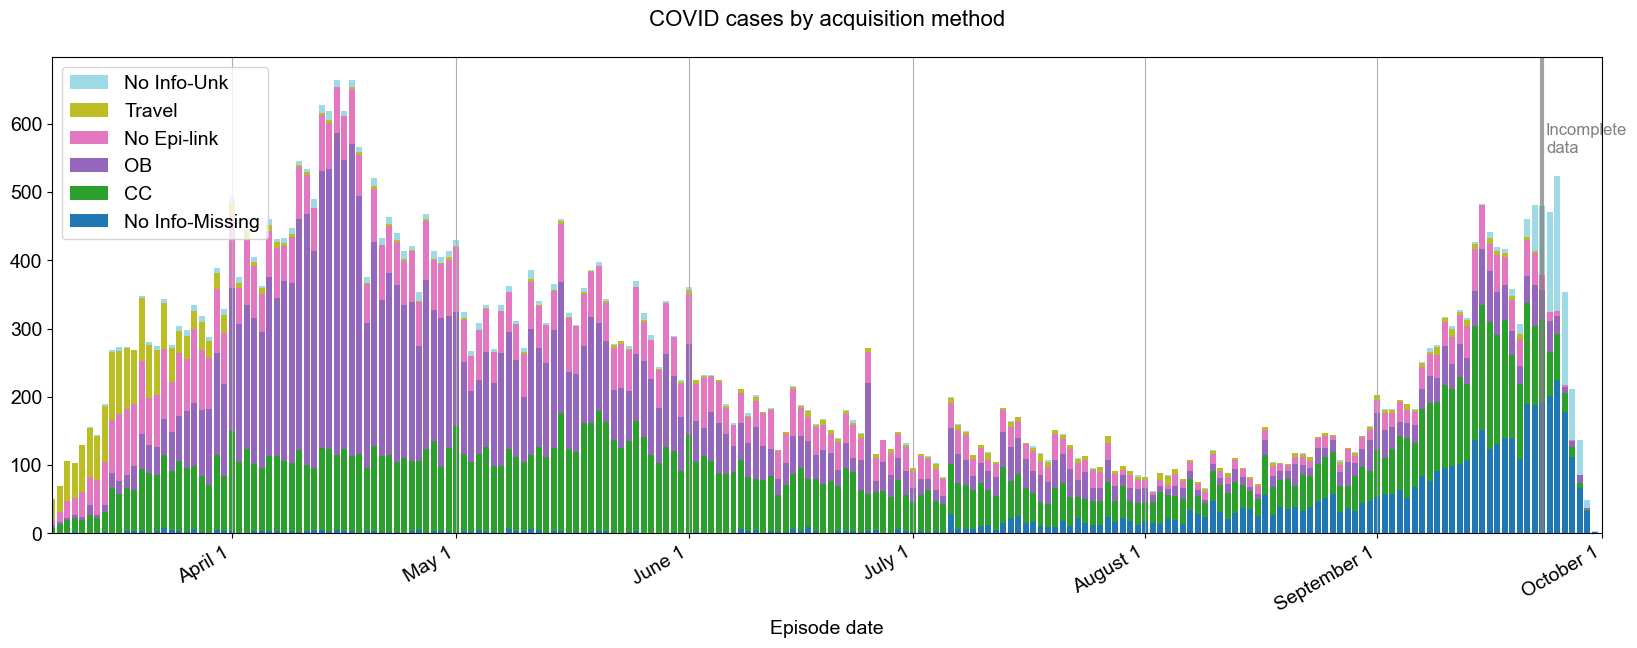 COVID cases by acquisition method
No Info-Unk
Travel
No Epi-link
OB
CC
No Info-Missing
Incomplete
data
600
500
400
300
200
100
0
April 1
May 1
June 1
July 1
August 1
September 1
October 1
Episode date